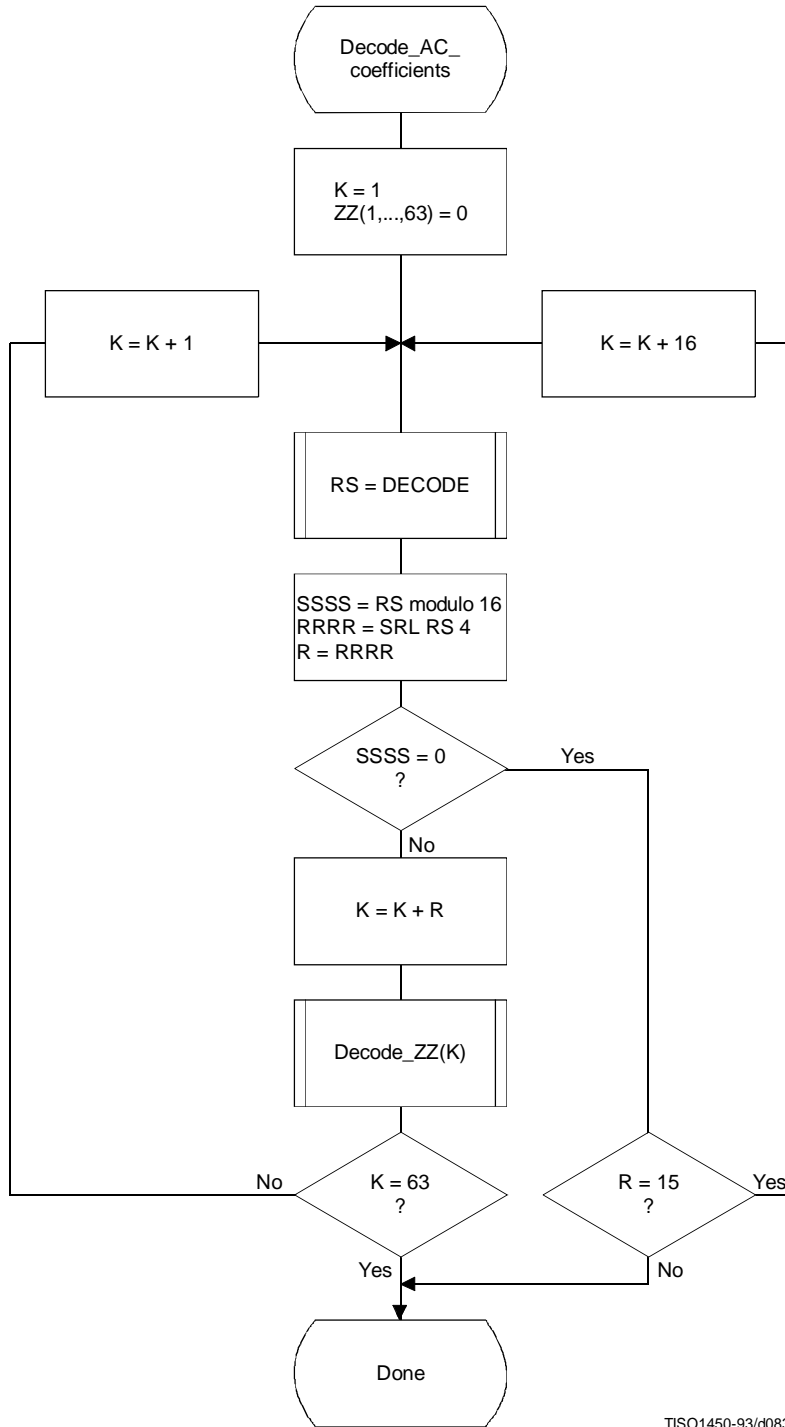 Decode_AC_
coefficients
K = 1
ZZ(1,...,63) = 0
K = K + 1
K = K + 16
RS = DECODE
SSSS = RS modulo 16
RRRR = SRL RS 4
R = RRRR
SSSS = 0
?
Yes
No
K = K + R
Decode_ZZ(K)
No
K = 63
?
R = 15
?
Yes
Yes
No
Done